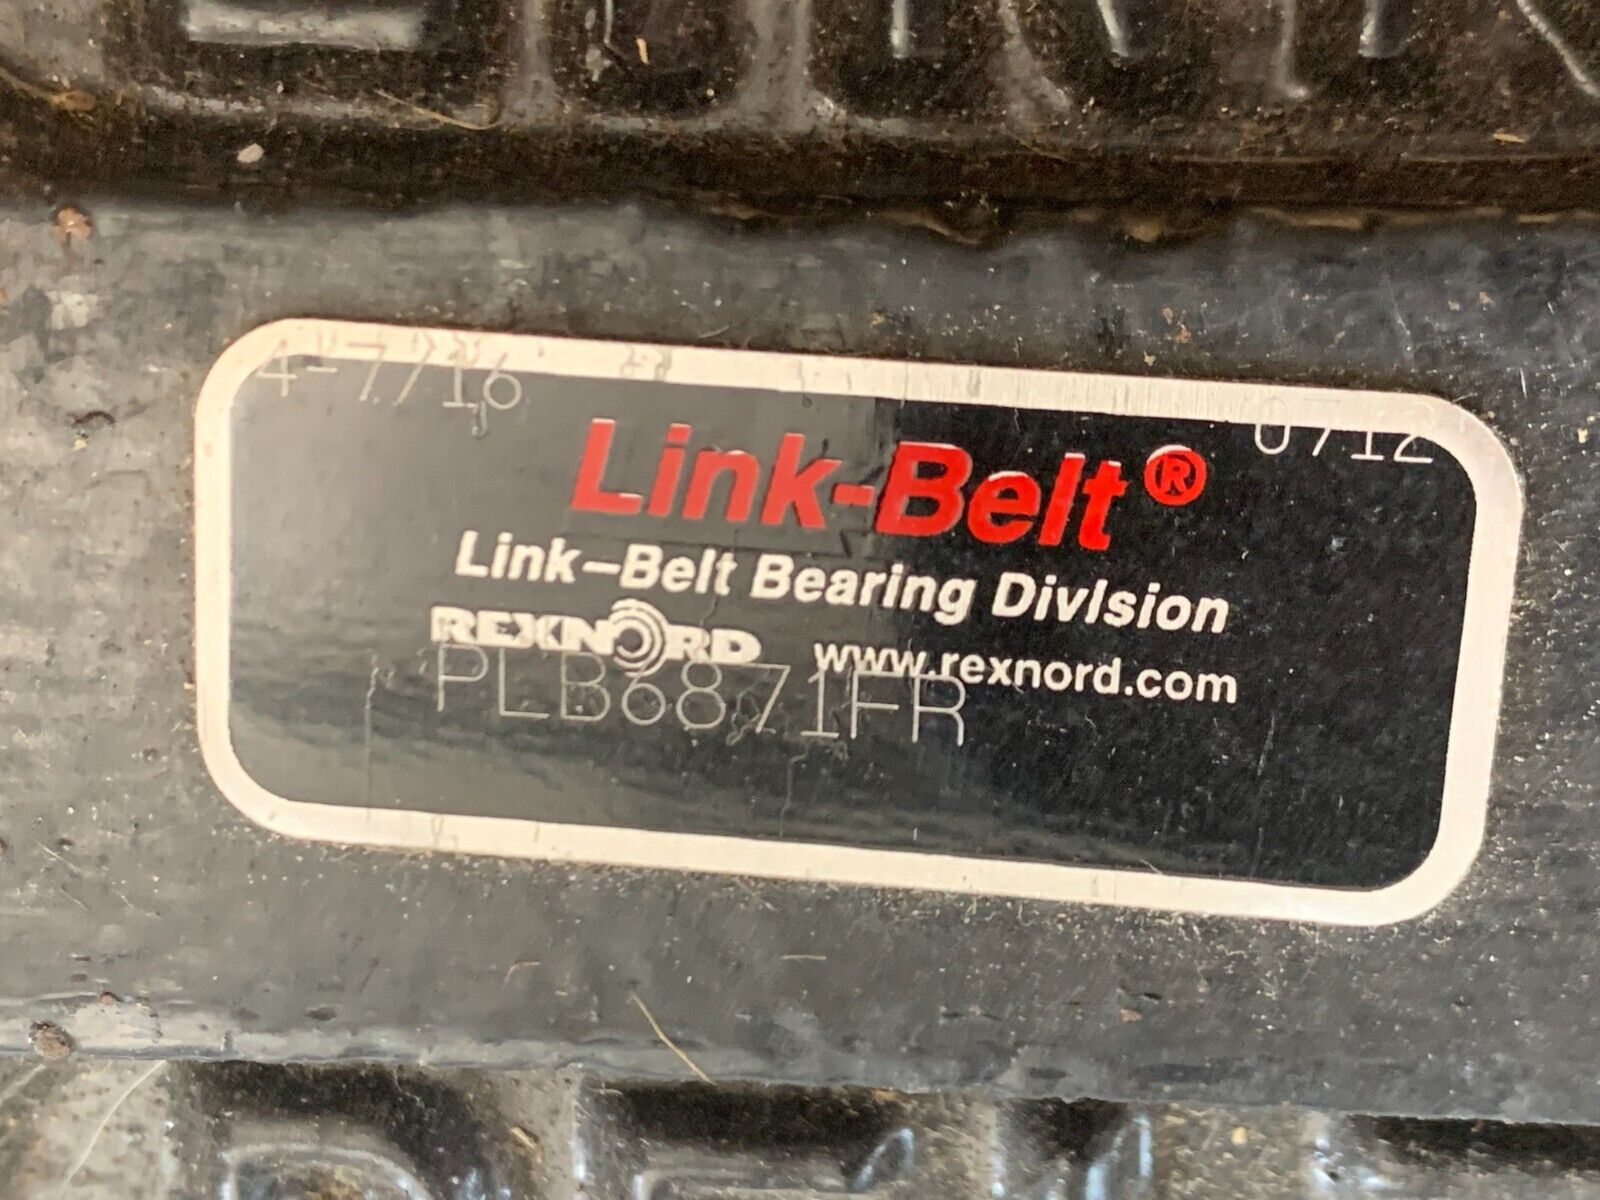 4-7/16
0712
Link-Belt®
Link-Belt Bearing Division
REXNORD www.rexnord.com
PLB6871FR